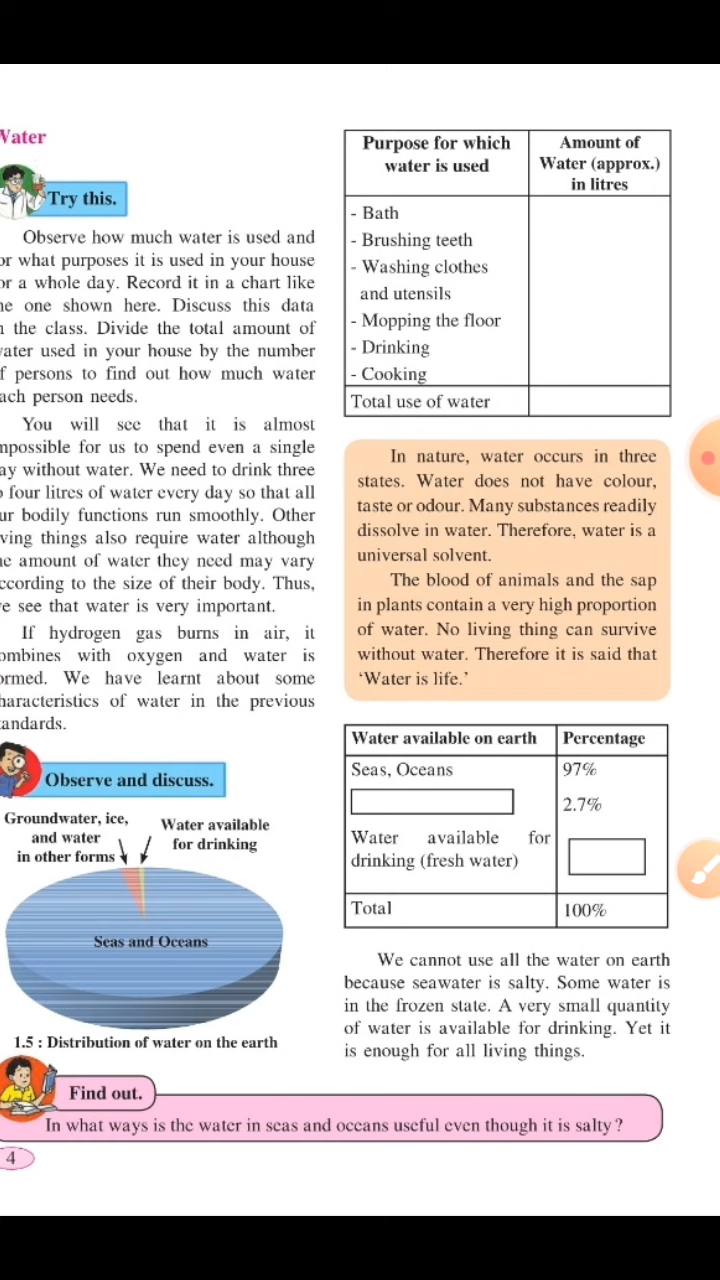 Water
Try this.
Observe how much water is used and
or what purposes it is used in your house
or a whole day. Record it in a chart like
he one shown here. Discuss this data
n the class. Divide the total amount of
vater used in your house by the number
f persons to find out how much water
ach person needs.
You will see that it is almost
mpossible for us to spend even a single
ay without water. We need to drink three
o four litres of water every day so that all
ur bodily functions run smoothly. Other
ving things also require water although
he amount of water they need may vary
ccording to the size of their body. Thus,
e see that water is very important.
If hydrogen gas burns in air, it
ombines with oxygen and water is
ormed. We have learnt about some
haracteristics of water in the previous
tandards.
Observe and discuss.
Groundwater, ice,
and water
in other forms
Water available
for drinking
Seas and Oceans
1.5 : Distribution of water on the earth
Purpose for which
water is used
Amount of
Water (approx.)
in litres
- Bath
- Brushing teeth
- Washing clothes
and utensils
- Mopping the floor
- Drinking
- Cooking
Total use of water
In nature, water occurs in three
states. Water does not have colour,
taste or odour. Many substances readily
dissolve in water. Therefore, water is a
universal solvent.
The blood of animals and the sap
in plants contain a very high proportion
of water. No living thing can survive
without water. Therefore it is said that
‘Water is life.’
Water available on earth Percentage
Seas, Oceans 97%
2.7%
Water available for
drinking (fresh water)
Total 100%
We cannot use all the water on earth
because seawater is salty. Some water is
in the frozen state. A very small quantity
of water is available for drinking. Yet it
is enough for all living things.
Find out.
In what ways is the water in seas and oceans useful even though it is salty ?
4